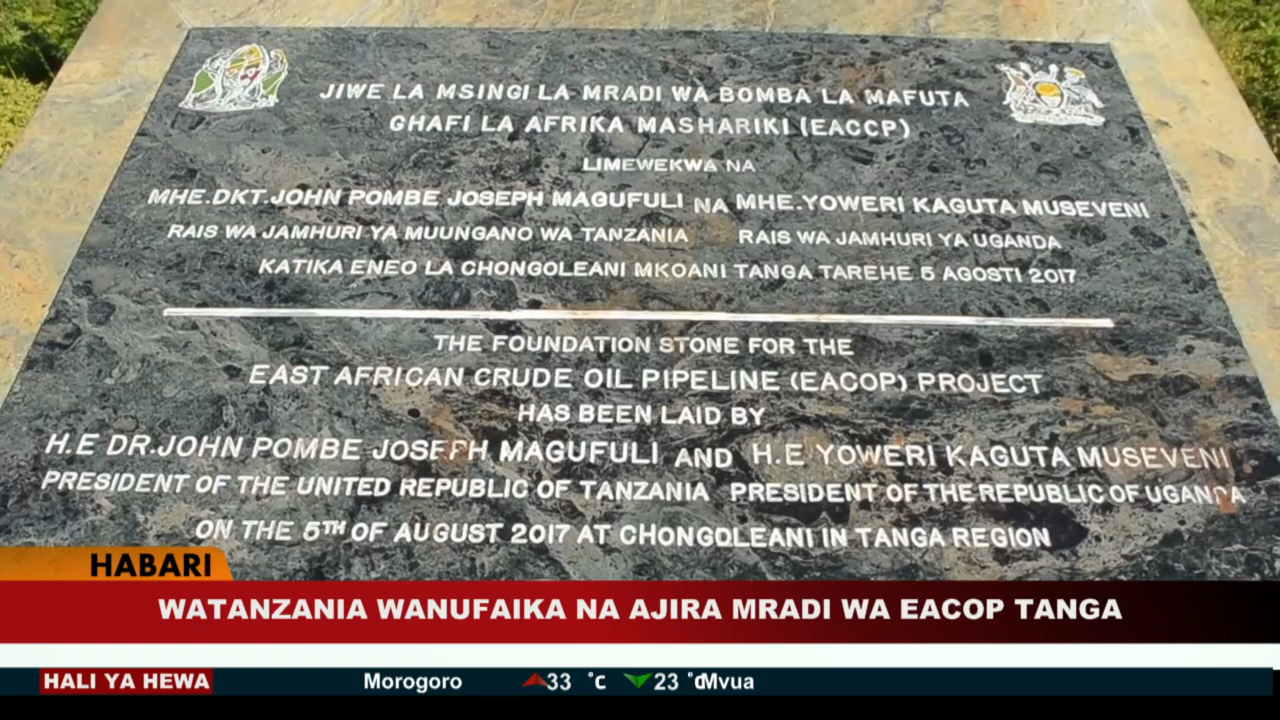 JIWE LA MSINGI LA MRADI WA BOMBA LA MAFUTA
GHAFI LA AFRIKA MASHARIKI (EACCP)
LIMEWEKWA NA
MHE.DKT.JOHN POMBE JOSEPH MAGUFULI NA MHE.YOWERI KAGUTA MUSEVENI
RAIS WA JAMHURI YA MUUNGANO WA TANZANIA RAIS WA JAMHURI YA UGANDA
KATIKA ENEO LA CHONGOLEANI MKOANI TANGA TAREHE 5 AGOSTI 2017
THE FOUNDATION STONE FOR THE
EAST AFRICAN CRUDE OIL PIPELINE (EACOP) PROJECT
HAS BEEN LAID BY
H.E DR.JOHN POMBE JOSEPH MAGUFULI AND H.E YOWERI KAGUTA MUSEVENI
PRESIDENT OF THE UNITED REPUBLIC OF TANZANIA PRESIDENT OF THE REPUBLIC OF UGANDA
ON THE 5TH OF AUGUST 2017 AT CHONGOLEANI IN TANGA REGION
HABARI
WATANZANIA WANUFAIKA NA AJIRA MRADI WA EACOP TANGA
HALI YA HEWA Morogoro 33 °c 23 °c Mvua